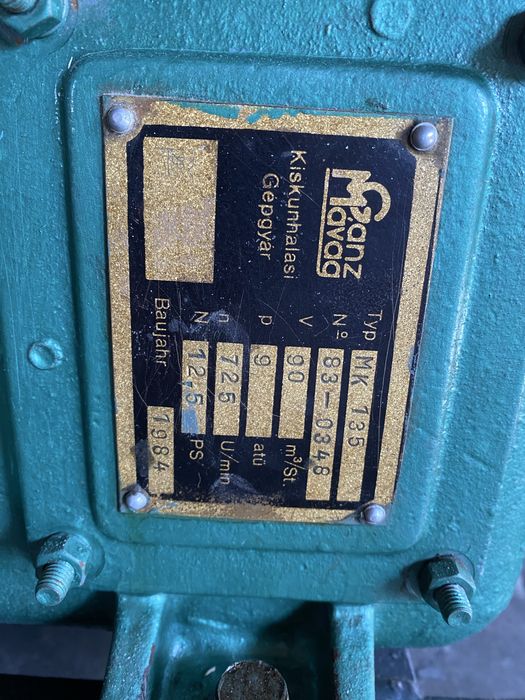 Ganz
Mávag
Kiskunhalasi
Gépgyár
Typ MK 135
Nº 83-0348
V 90 m³/St.
p 9 atü
n 725 U/min
N 12,5 PS
Baujahr 1984